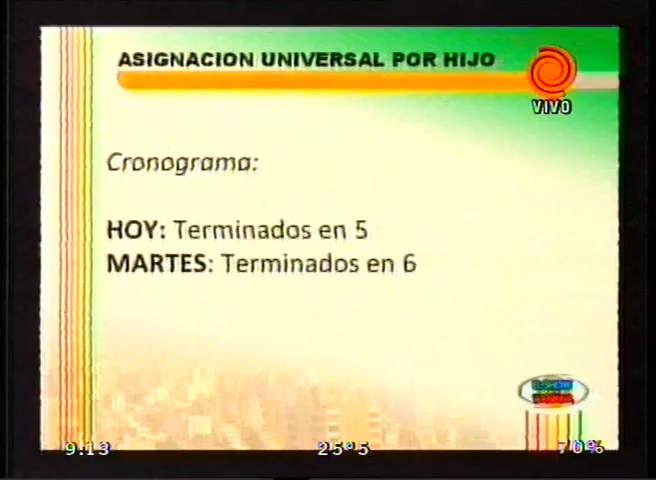 ASIGNACION UNIVERSAL POR HIJO
VIVO
Cronograma:
HOY: Terminados en 5
MARTES: Terminados en 6
9:13
25°5
70%